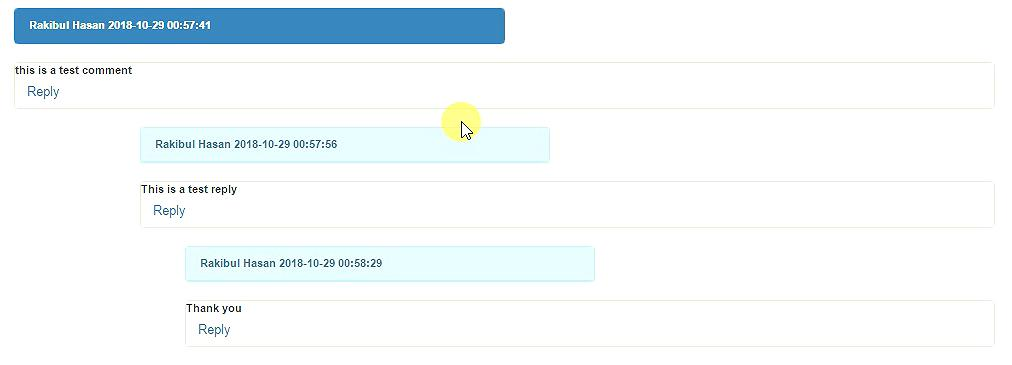 Rakibul Hasan 2018-10-29 00:57:41
this is a test comment
Reply
Rakibul Hasan 2018-10-29 00:57:56
This is a test reply
Reply
Rakibul Hasan 2018-10-29 00:58:29
Thank you
Reply